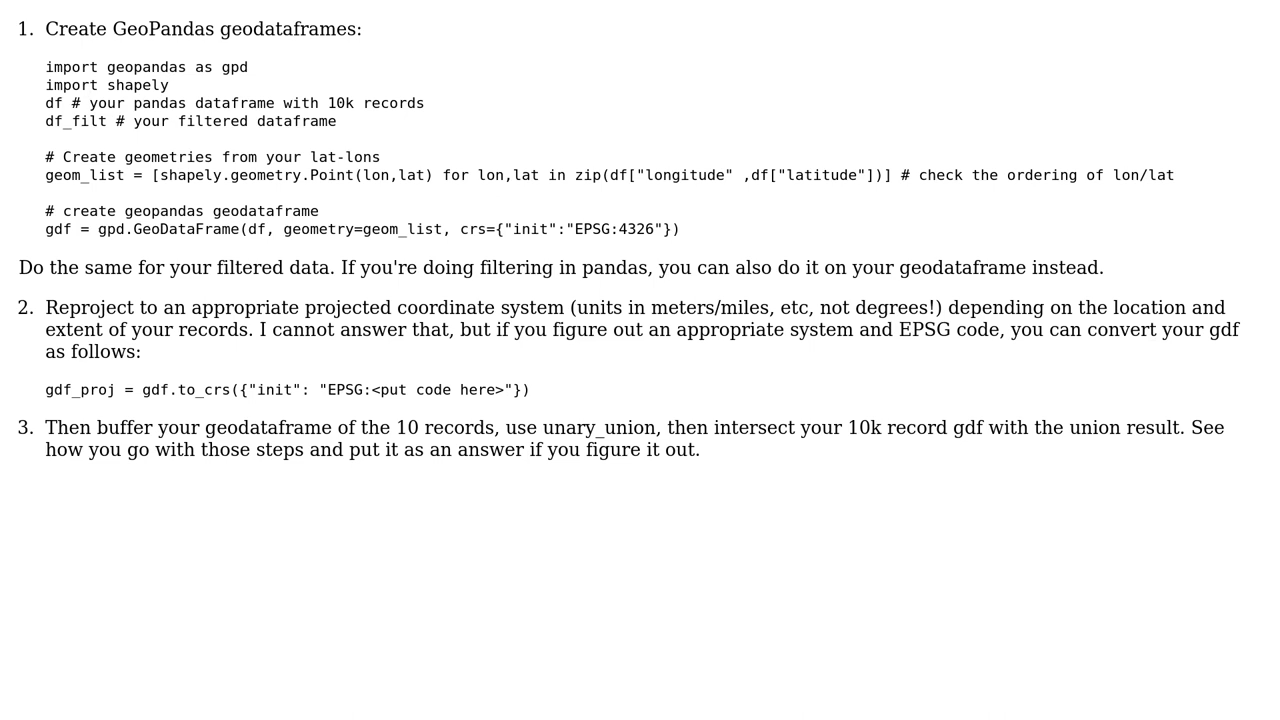 1. Create GeoPandas geodataframes:
import geopandas as gpd
import shapely
df # your pandas dataframe with 10k records
df_filt # your filtered dataframe
# Create geometries from your lat-lons
geom_list = [shapely.geometry.Point(lon,lat) for lon,lat in zip(df["longitude" ,df["latitude"])] # check the ordering of lon/lat
# create geopandas geodataframe
gdf = gpd.GeoDataFrame(df, geometry=geom_list, crs={"init":"EPSG:4326"})
Do the same for your filtered data. If you're doing filtering in pandas, you can also do it on your geodataframe instead.
2. Reproject to an appropriate projected coordinate system (units in meters/miles, etc, not degrees!) depending on the location and
extent of your records. I cannot answer that, but if you figure out an appropriate system and EPSG code, you can convert your gdf
as follows:
gdf_proj = gdf.to_crs({"init": "EPSG:<put code here>"})
3. Then buffer your geodataframe of the 10 records, use unary_union, then intersect your 10k record gdf with the union result. See
how you go with those steps and put it as an answer if you figure it out.